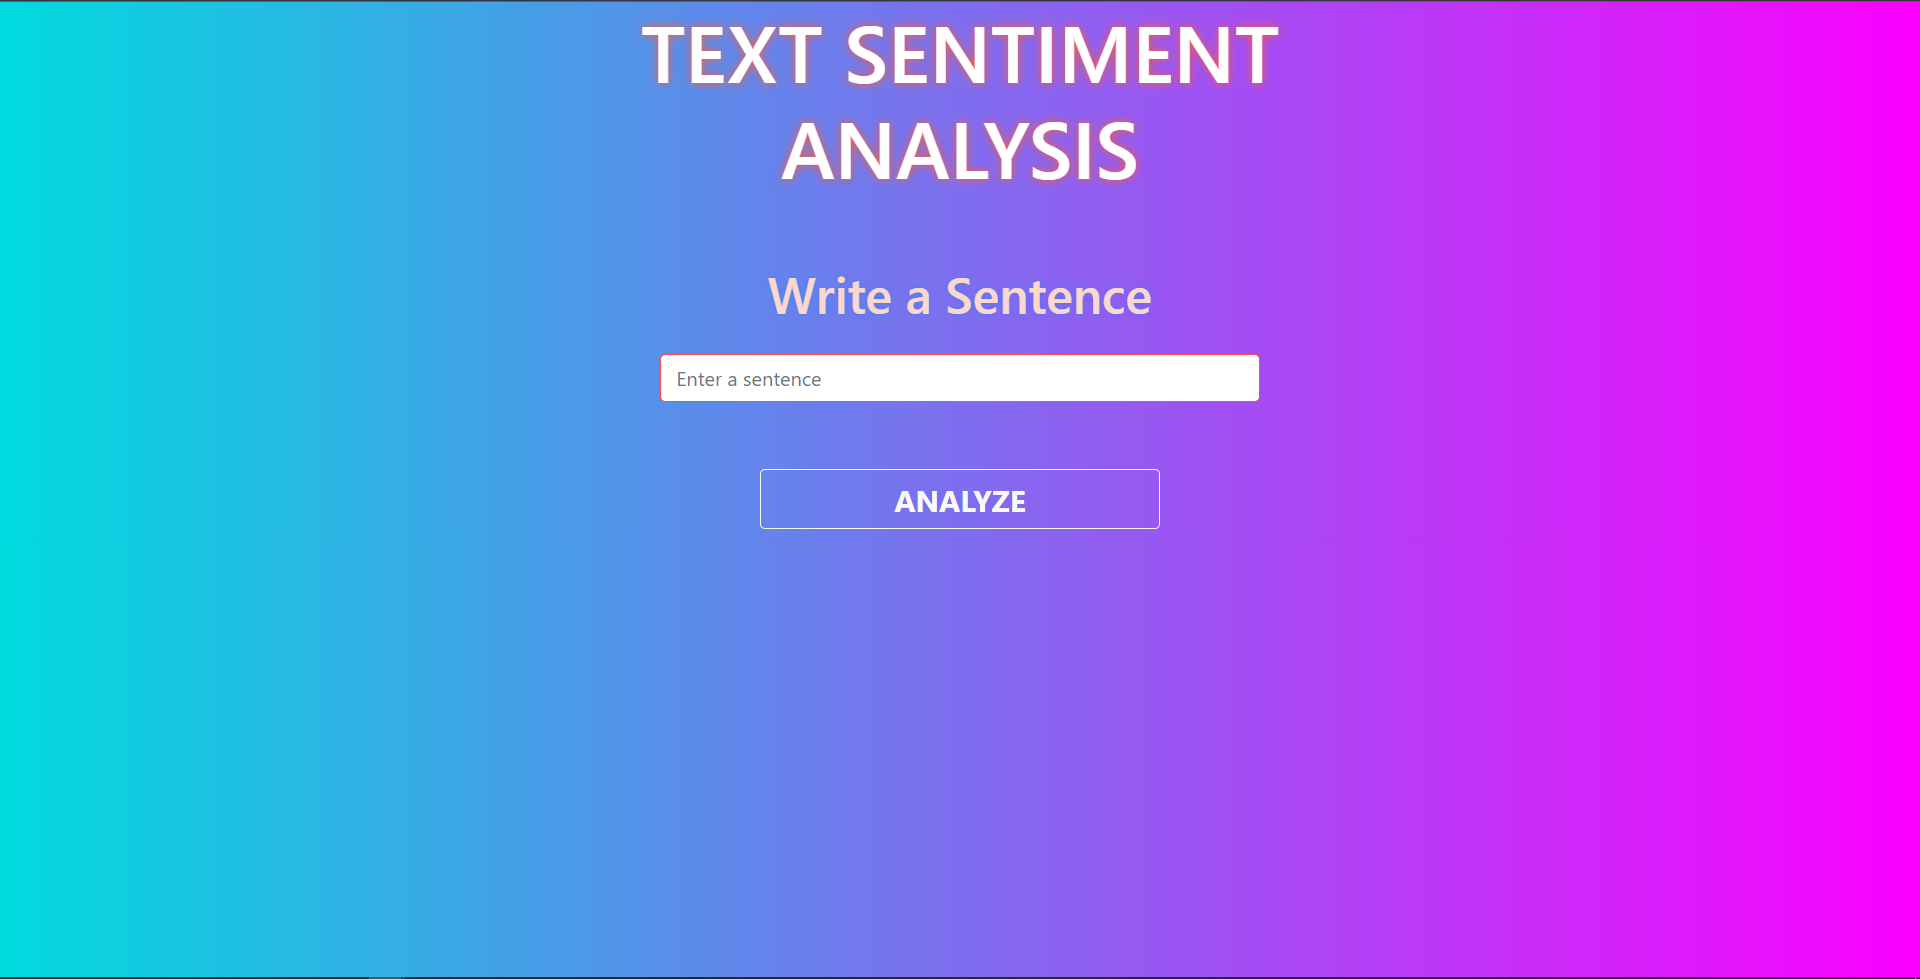 TEXT SENTIMENT
ANALYSIS
Write a Sentence
Enter a sentence
ANALYZE